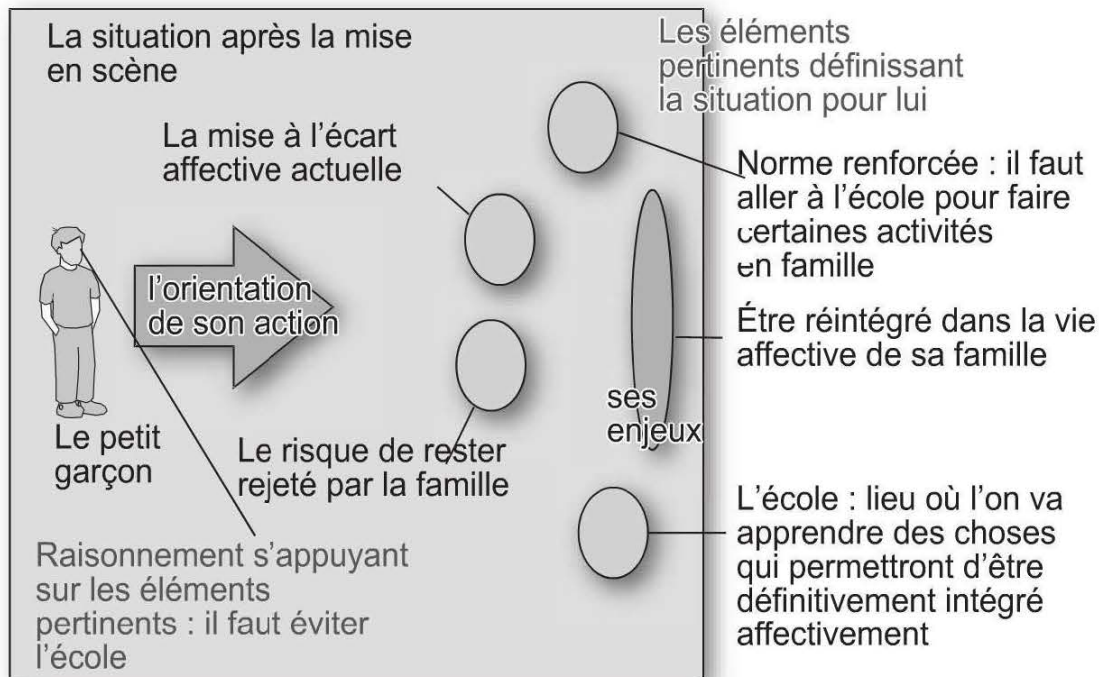 La situation après la mise
en scène
Les éléments
pertinents définissant
la situation pour lui
La mise à l'écart
affective actuelle
Norme renforcée : il faut
aller à l'école pour faire
certaines activités
en famille
l'orientation
de son action
Étre réintégré dans la vie
affective de sa famille
ses
enjeux
Le petit
garçon
Le risque de rester
rejeté par la famille
L'école : lieu où l'on va
apprendre des choses
qui permettront d'être
définitivement intégré
affectivement
Raisonnement s'appuyant
sur les éléments
pertinents : il faut éviter
l'école